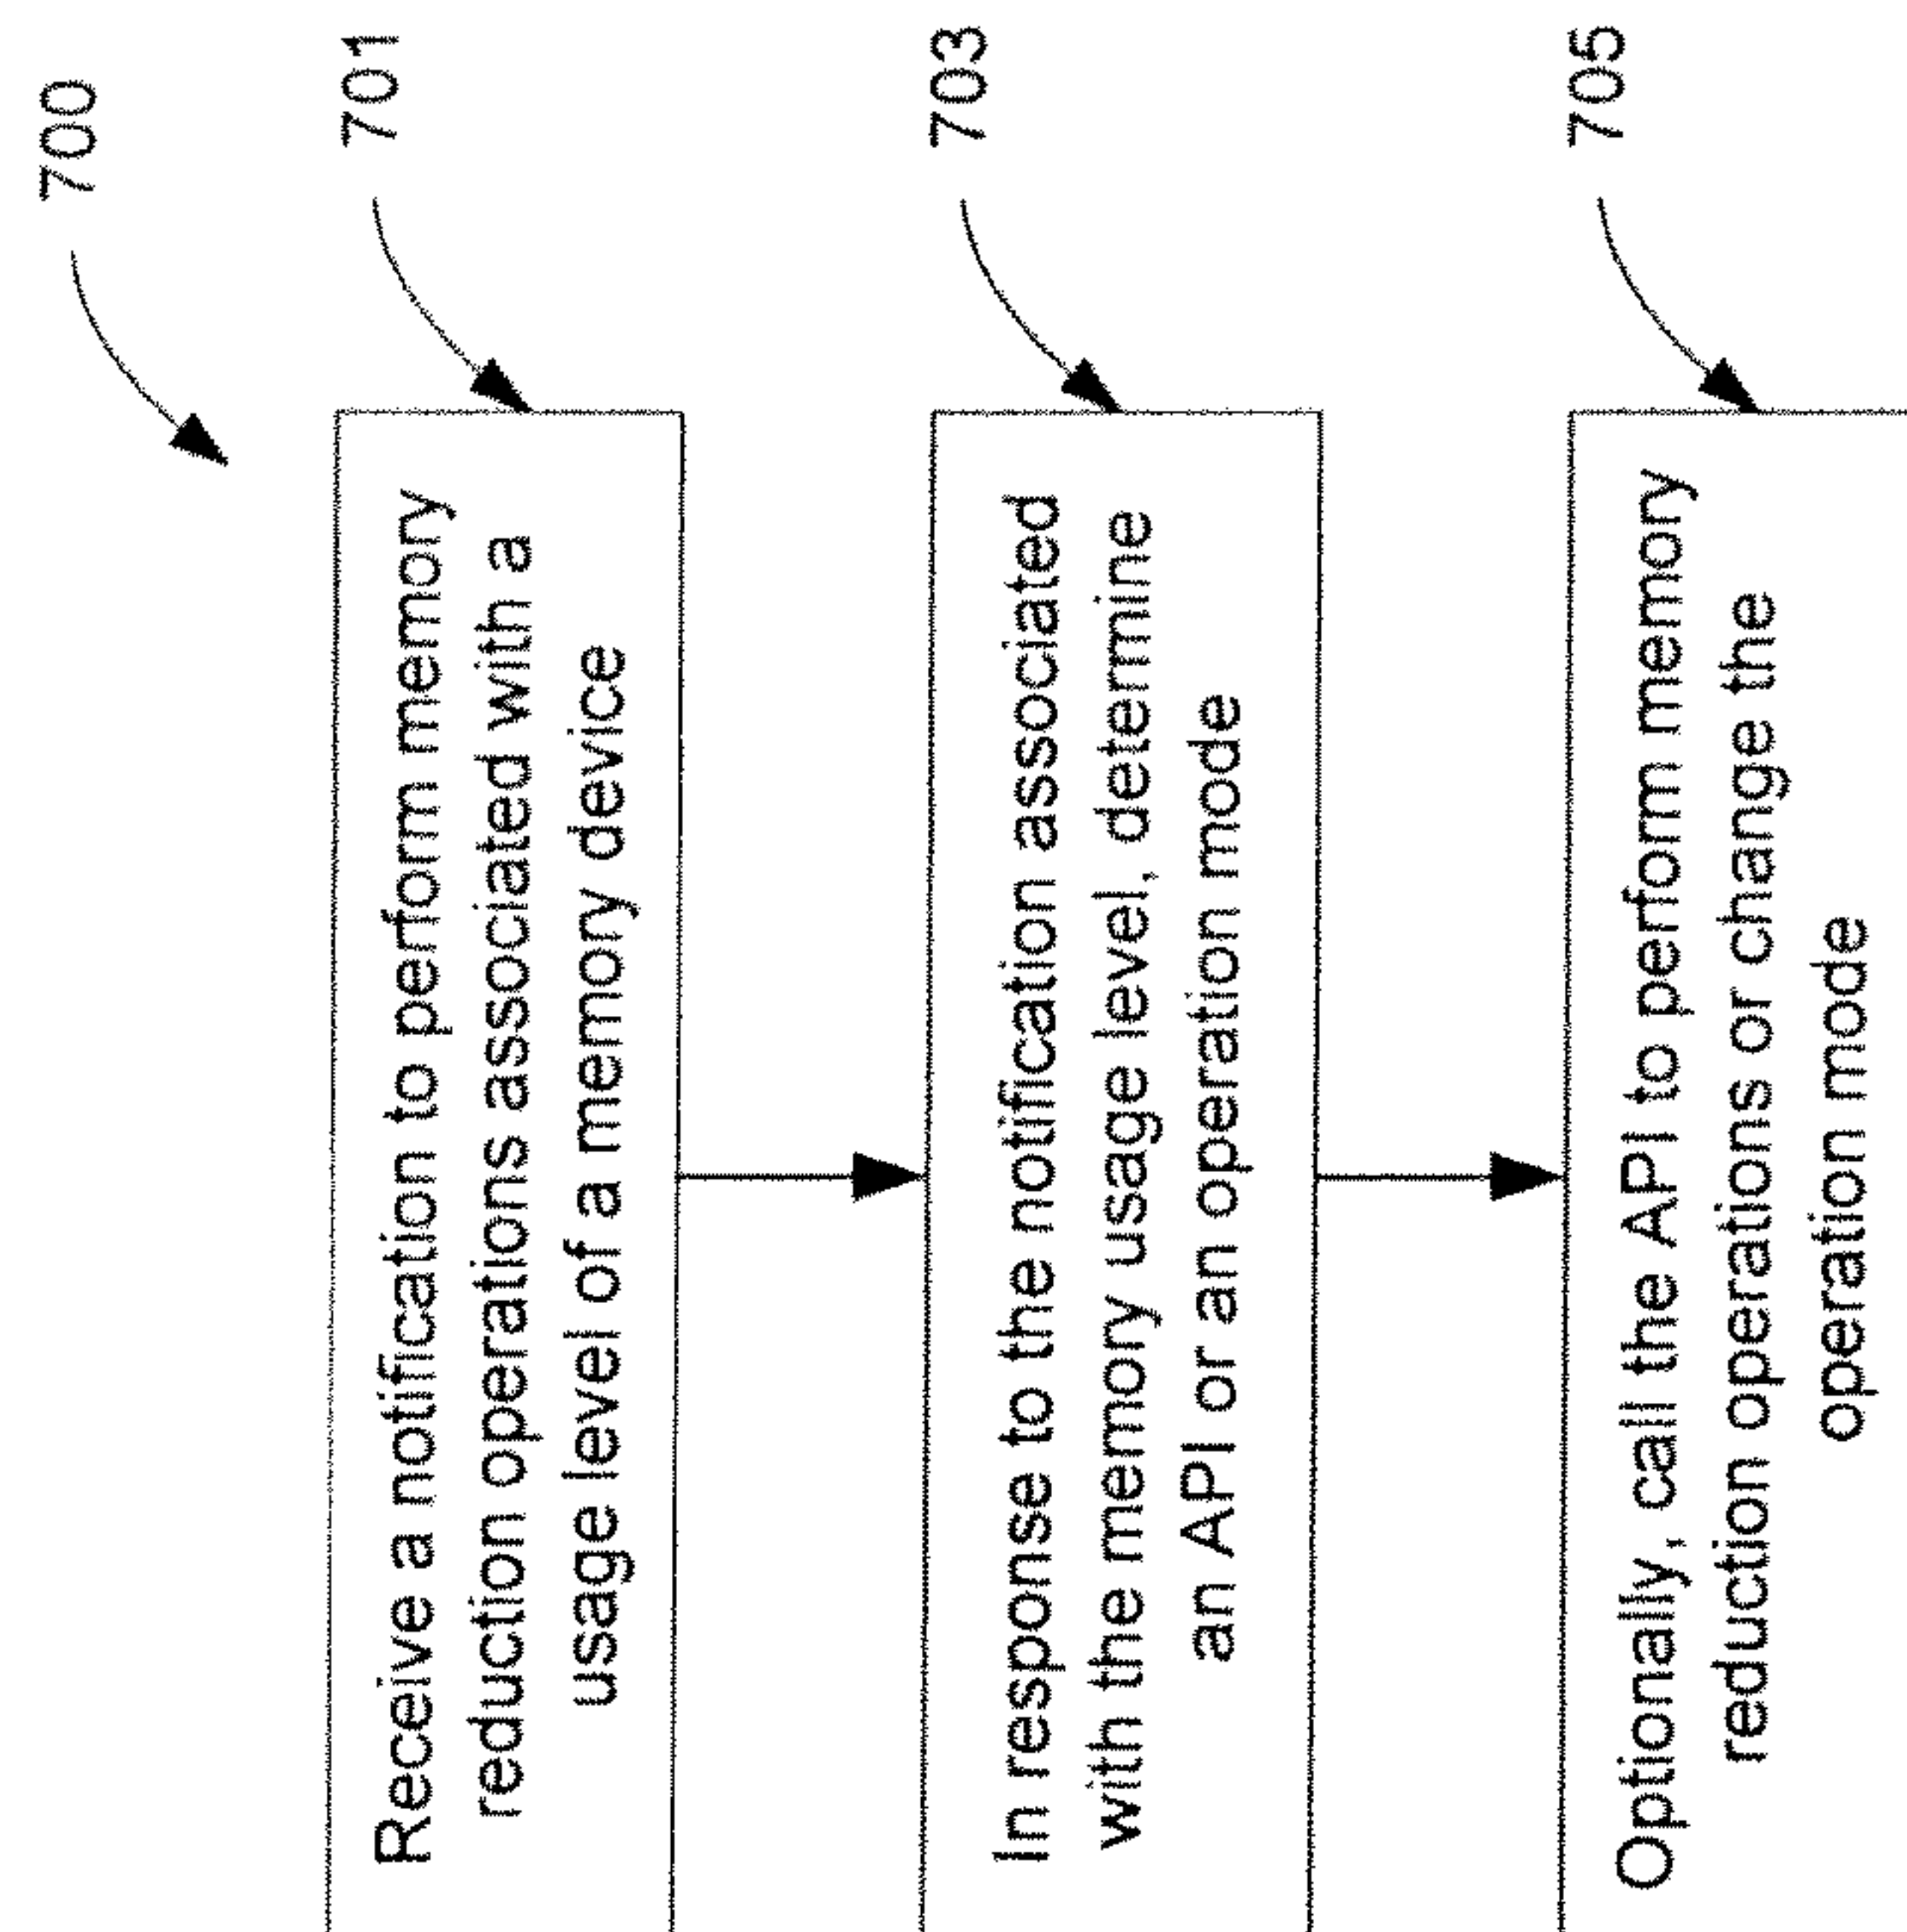 700
701
Receive a notification to perform memory
reduction operations associated with a
usage level of a memory device
703
In response to the notification associated
with the memory usage level, determine
an API or an operation mode
705
Optionally, call the API to perform memory
reduction operations or change the
operation mode